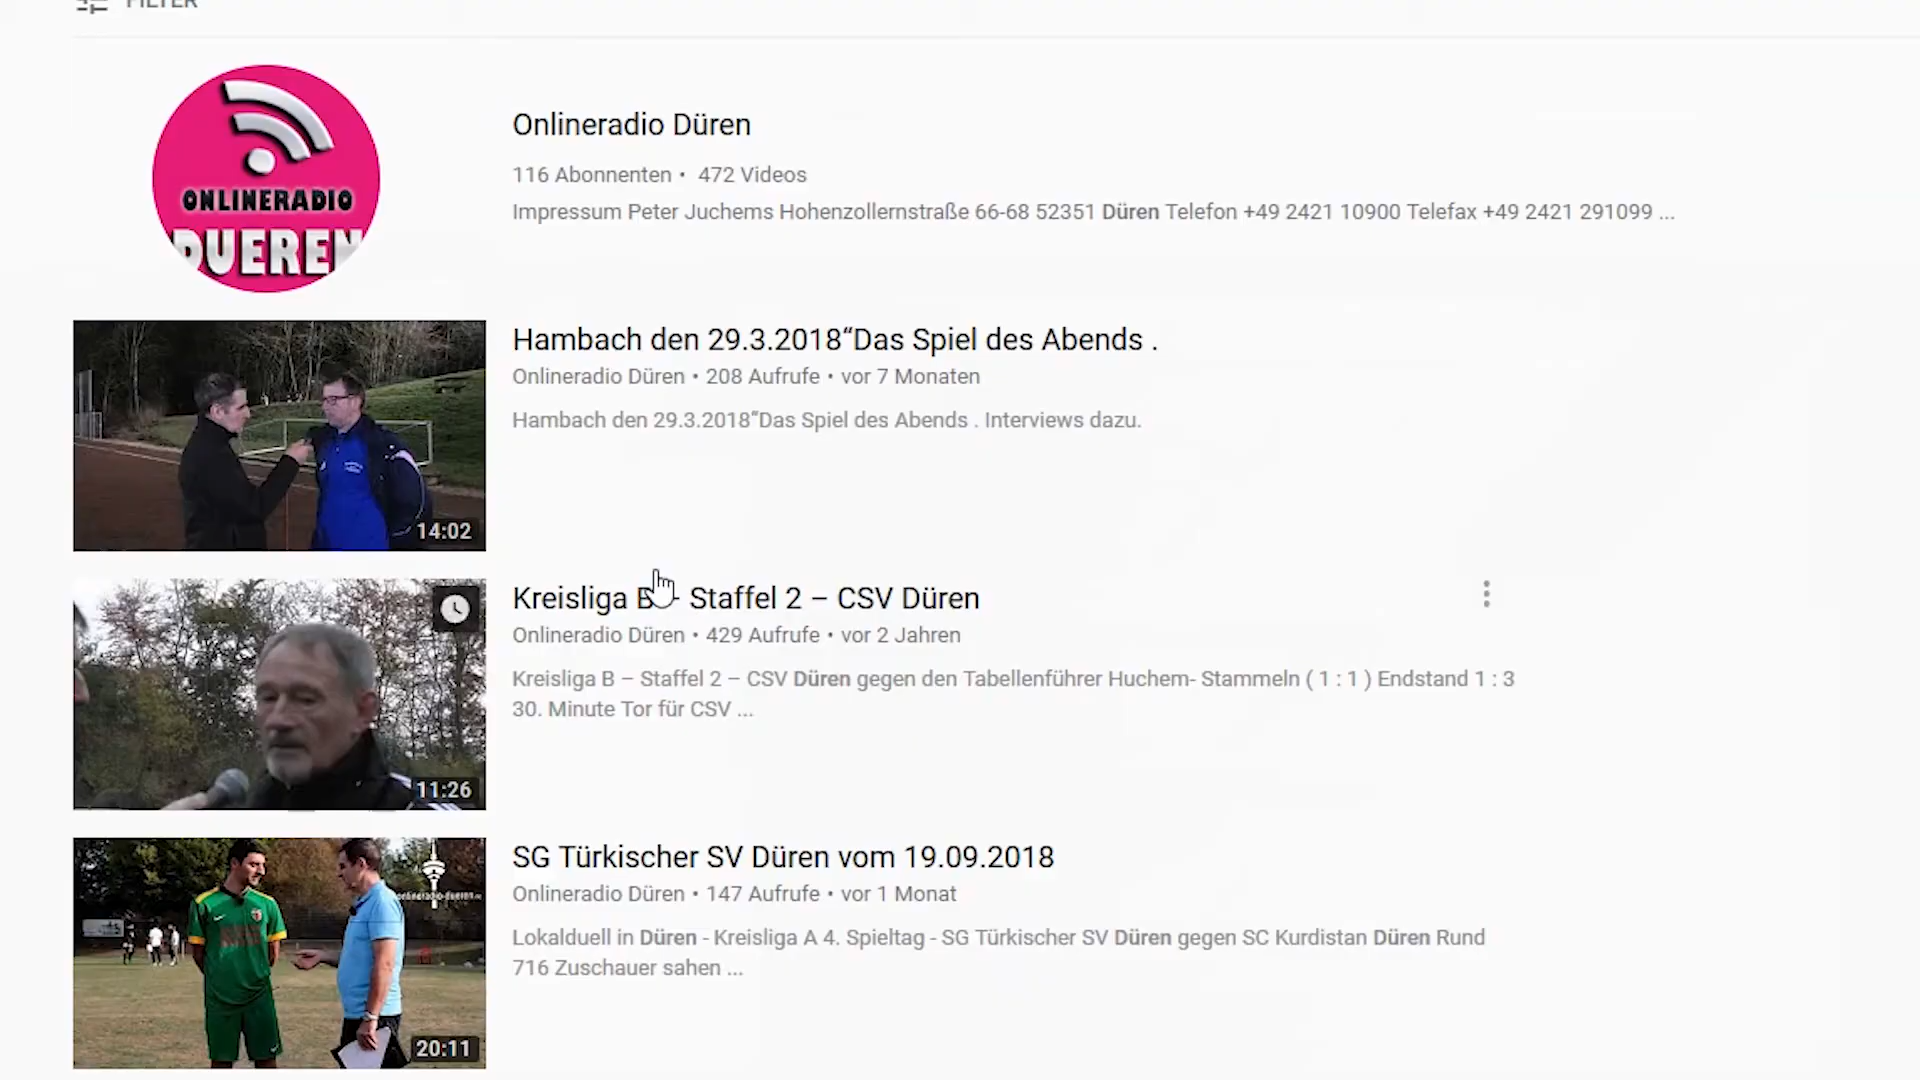 FILTER
ONLINERADIO
DUEREN
Onlineradio Düren
116 Abonnenten • 472 Videos
Impressum Peter Juchems Hohenzollernstraße 66-68 52351 Düren Telefon +49 2421 10900 Telefax +49 2421 291099 ...
Hambach den 29.3.2018“Das Spiel des Abends .
Onlineradio Düren • 208 Aufrufe • vor 7 Monaten
Hambach den 29.3.2018“Das Spiel des Abends . Interviews dazu.
14:02
Kreisliga B - Staffel 2 – CSV Düren
Onlineradio Düren • 429 Aufrufe • vor 2 Jahren
Kreisliga B – Staffel 2 – CSV Düren gegen den Tabellenführer Huchem- Stammeln ( 1 : 1 ) Endstand 1 : 3
30. Minute Tor für CSV ...
11:26
SG Türkischer SV Düren vom 19.09.2018
Onlineradio Düren • 147 Aufrufe • vor 1 Monat
Lokalduell in Düren - Kreisliga A 4. Spieltag - SG Türkischer SV Düren gegen SC Kurdistan Düren Rund
716 Zuschauer sahen ...
20:11